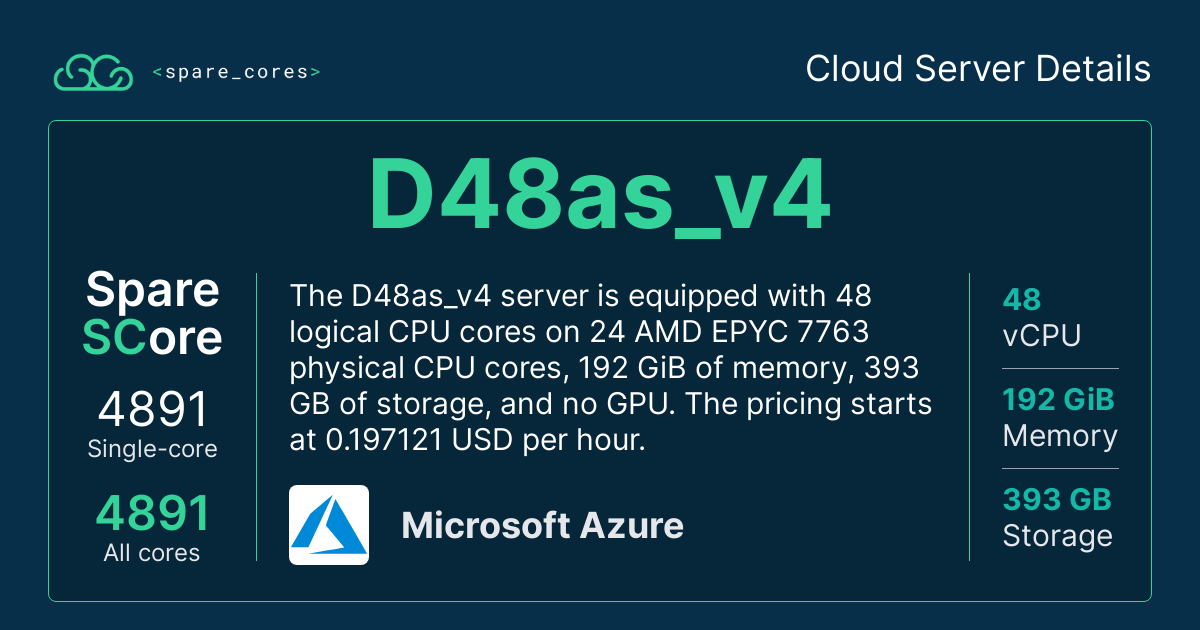 <spare_cores>
Cloud Server Details
D48as_v4
Spare
SCore
4891
Single-core
4891
All cores
The D48as_v4 server is equipped with 48
logical CPU cores on 24 AMD EPYC 7763
physical CPU cores, 192 GiB of memory, 393
GB of storage, and no GPU. The pricing starts
at 0.197121 USD per hour.
Microsoft Azure
48
vCPU
192 GiB
Memory
393 GB
Storage